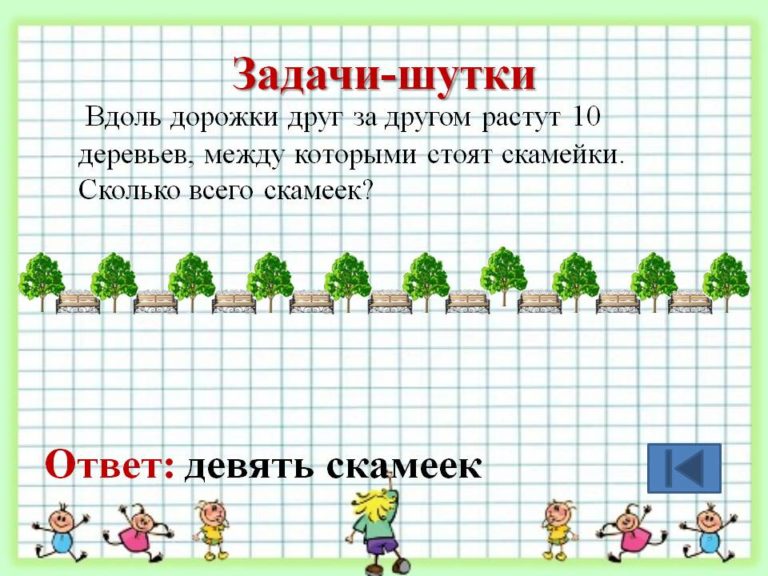 Задачи-шутки
Вдоль дорожки друг за другом растут 10
деревьев, между которыми стоят скамейки.
Сколько всего скамеек?
Ответ: девять скамеек